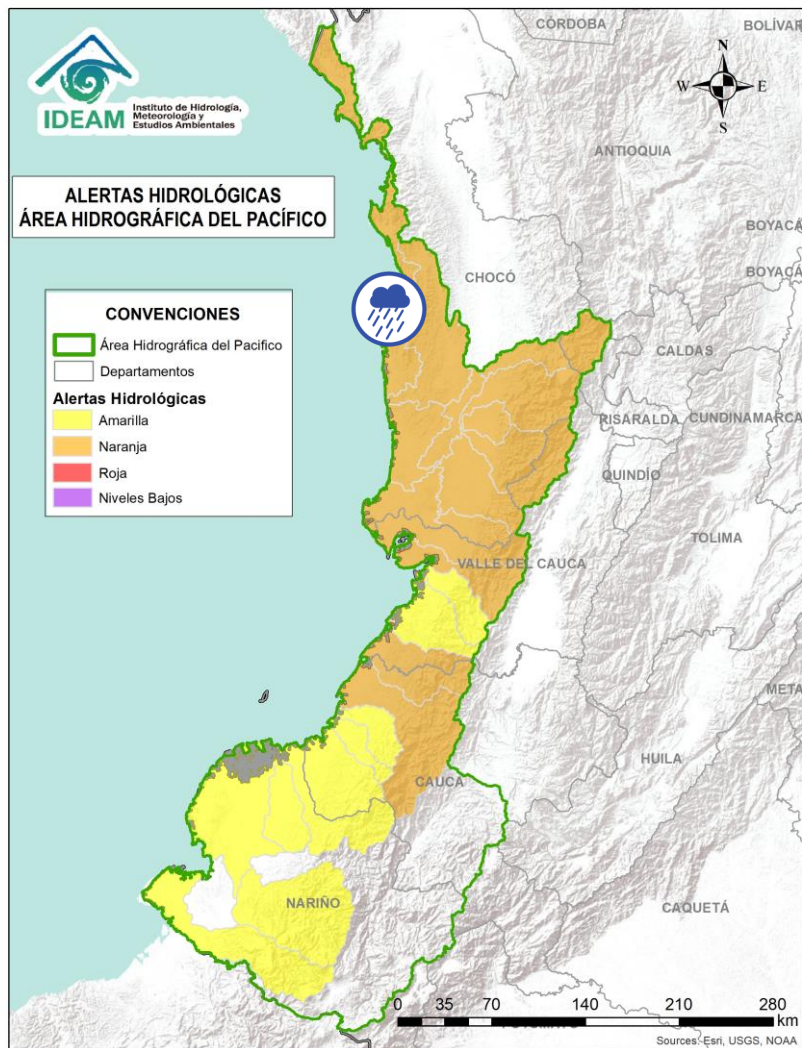 IDEAM
Instituto de Hidrología,
Meteorología y
Estudios Ambientales
ALERTAS HIDROLÓGICAS
ÁREA HIDROGRÁFICA DEL PACÍFICO
CONVENCIONES
Área Hidrográfica del Pacifico
Departamentos
Alertas Hidrológicas
Amarilla
Naranja
Roja
Niveles Bajos
N
W E
S
CÓRDOBA
BOLÍVAR
ANTIOQUIA
BOYACÁ
BOYACÁ
CHOCÓ
CALDAS
RISARALDA
CUNDINAMARCA
QUINDÍO
TOLIMA
VALLE DEL CAUCA
META
HUILA
CAUCA
NARIÑO
CAQUETÁ
0 35 70 140 210 280
km
Sources: Esri, USGS, NOAA